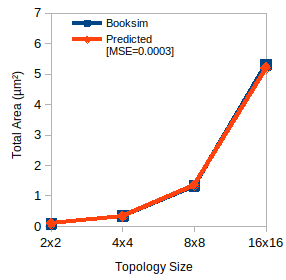 7
6
5
4
3
2
1
0
Total Area (µm²)
Booksim
Predicted
[MSE=0.0003]
2x2
4x4
8x8
16x16
Topology Size